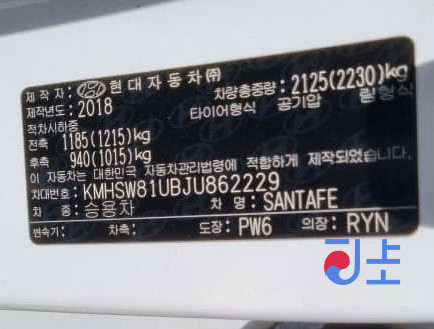 제작자: 현대자동차㈜ 차량총중량: 2125(2230)kg
제작년도: 2018 타이어형식 공기압 림형식
적차시하중
전축 1185(1215)kg
후축 940(1015)kg
이 자동차는 대한민국 자동차관리법령에 적합하게 제작되었습니다.
차대번호: KMHSW81UBJU862229
차 종: 승용차 차 명: SANTAFE
변속기: 차축: 도장: PW6 의장: RYN